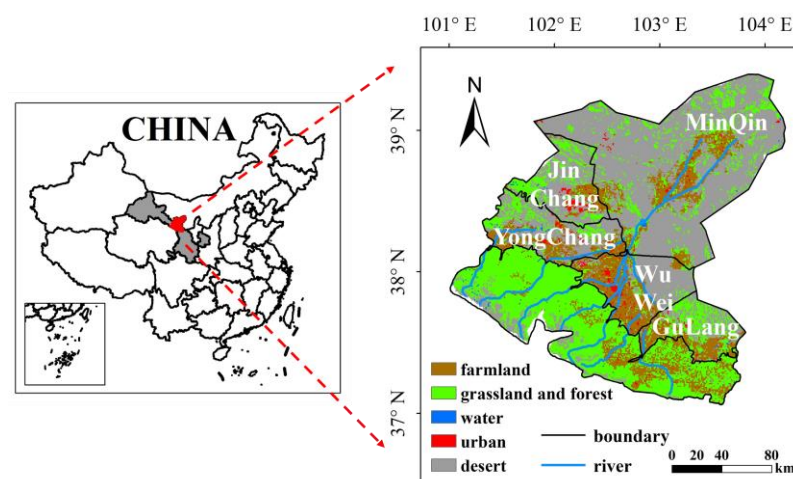 CHINA
101° E 102° E 103° E 104° E
39° N
38° N
37° N
N
MinQin
Jin
Chang
YongChang
Wu
Wei
GuLang
farmland
grassland and forest
water
urban
desert
boundary
river
0 20 40 80
km